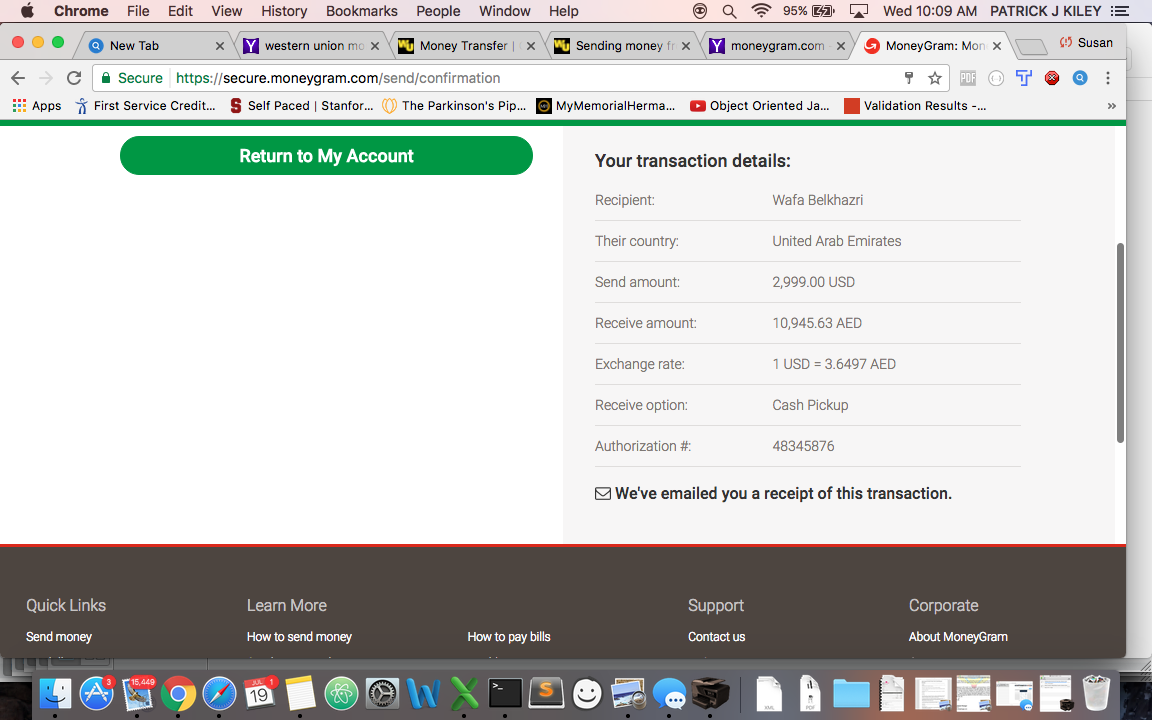 Chrome File Edit View History Bookmarks People Window Help 95% Wed 10:09 AM PATRICK J KILEY
New Tab western union mo Money Transfer | Sending money fr moneygram.com - MoneyGram: Mon Susan
Secure https://secure.moneygram.com/send/confirmation
Apps First Service Credit... Self Paced | Stanfor... The Parkinson's Pip... MyMemorialHerma... Object Oriented Ja... Validation Results -... »
Return to My Account
Your transaction details:
Recipient: Wafa Belkhazri
Their country: United Arab Emirates
Send amount: 2,999.00 USD
Receive amount: 10,945.63 AED
Exchange rate: 1 USD = 3.6497 AED
Receive option: Cash Pickup
Authorization #: 48345876
We've emailed you a receipt of this transaction.
Quick Links Learn More Support Corporate
Send money How to send money How to pay bills Contact us About MoneyGram
3 15,449 JUL 19 1